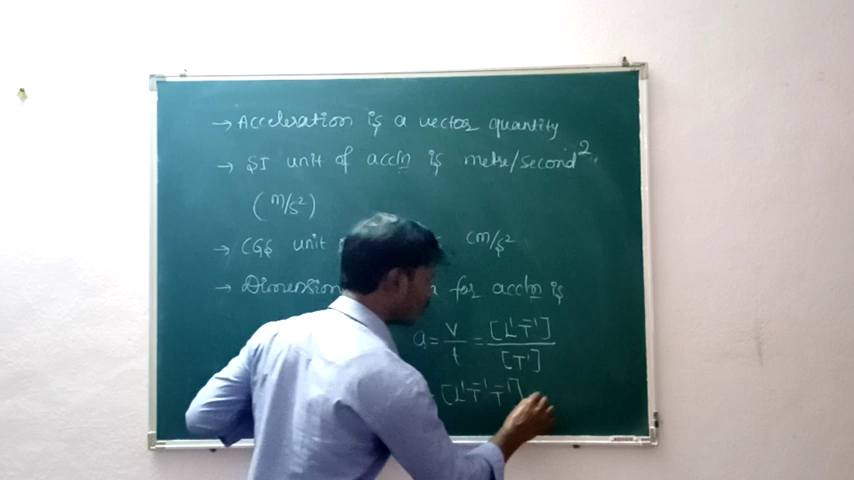 → Acceleration is a vector quantity
→ SI unit of accln is metre/second².
(m/s²)
→ CGS unit cm/s²
→ Dimension for accln is
a = v/t = [L¹T⁻¹]/[T¹]
= [L¹T⁻¹T⁻¹]